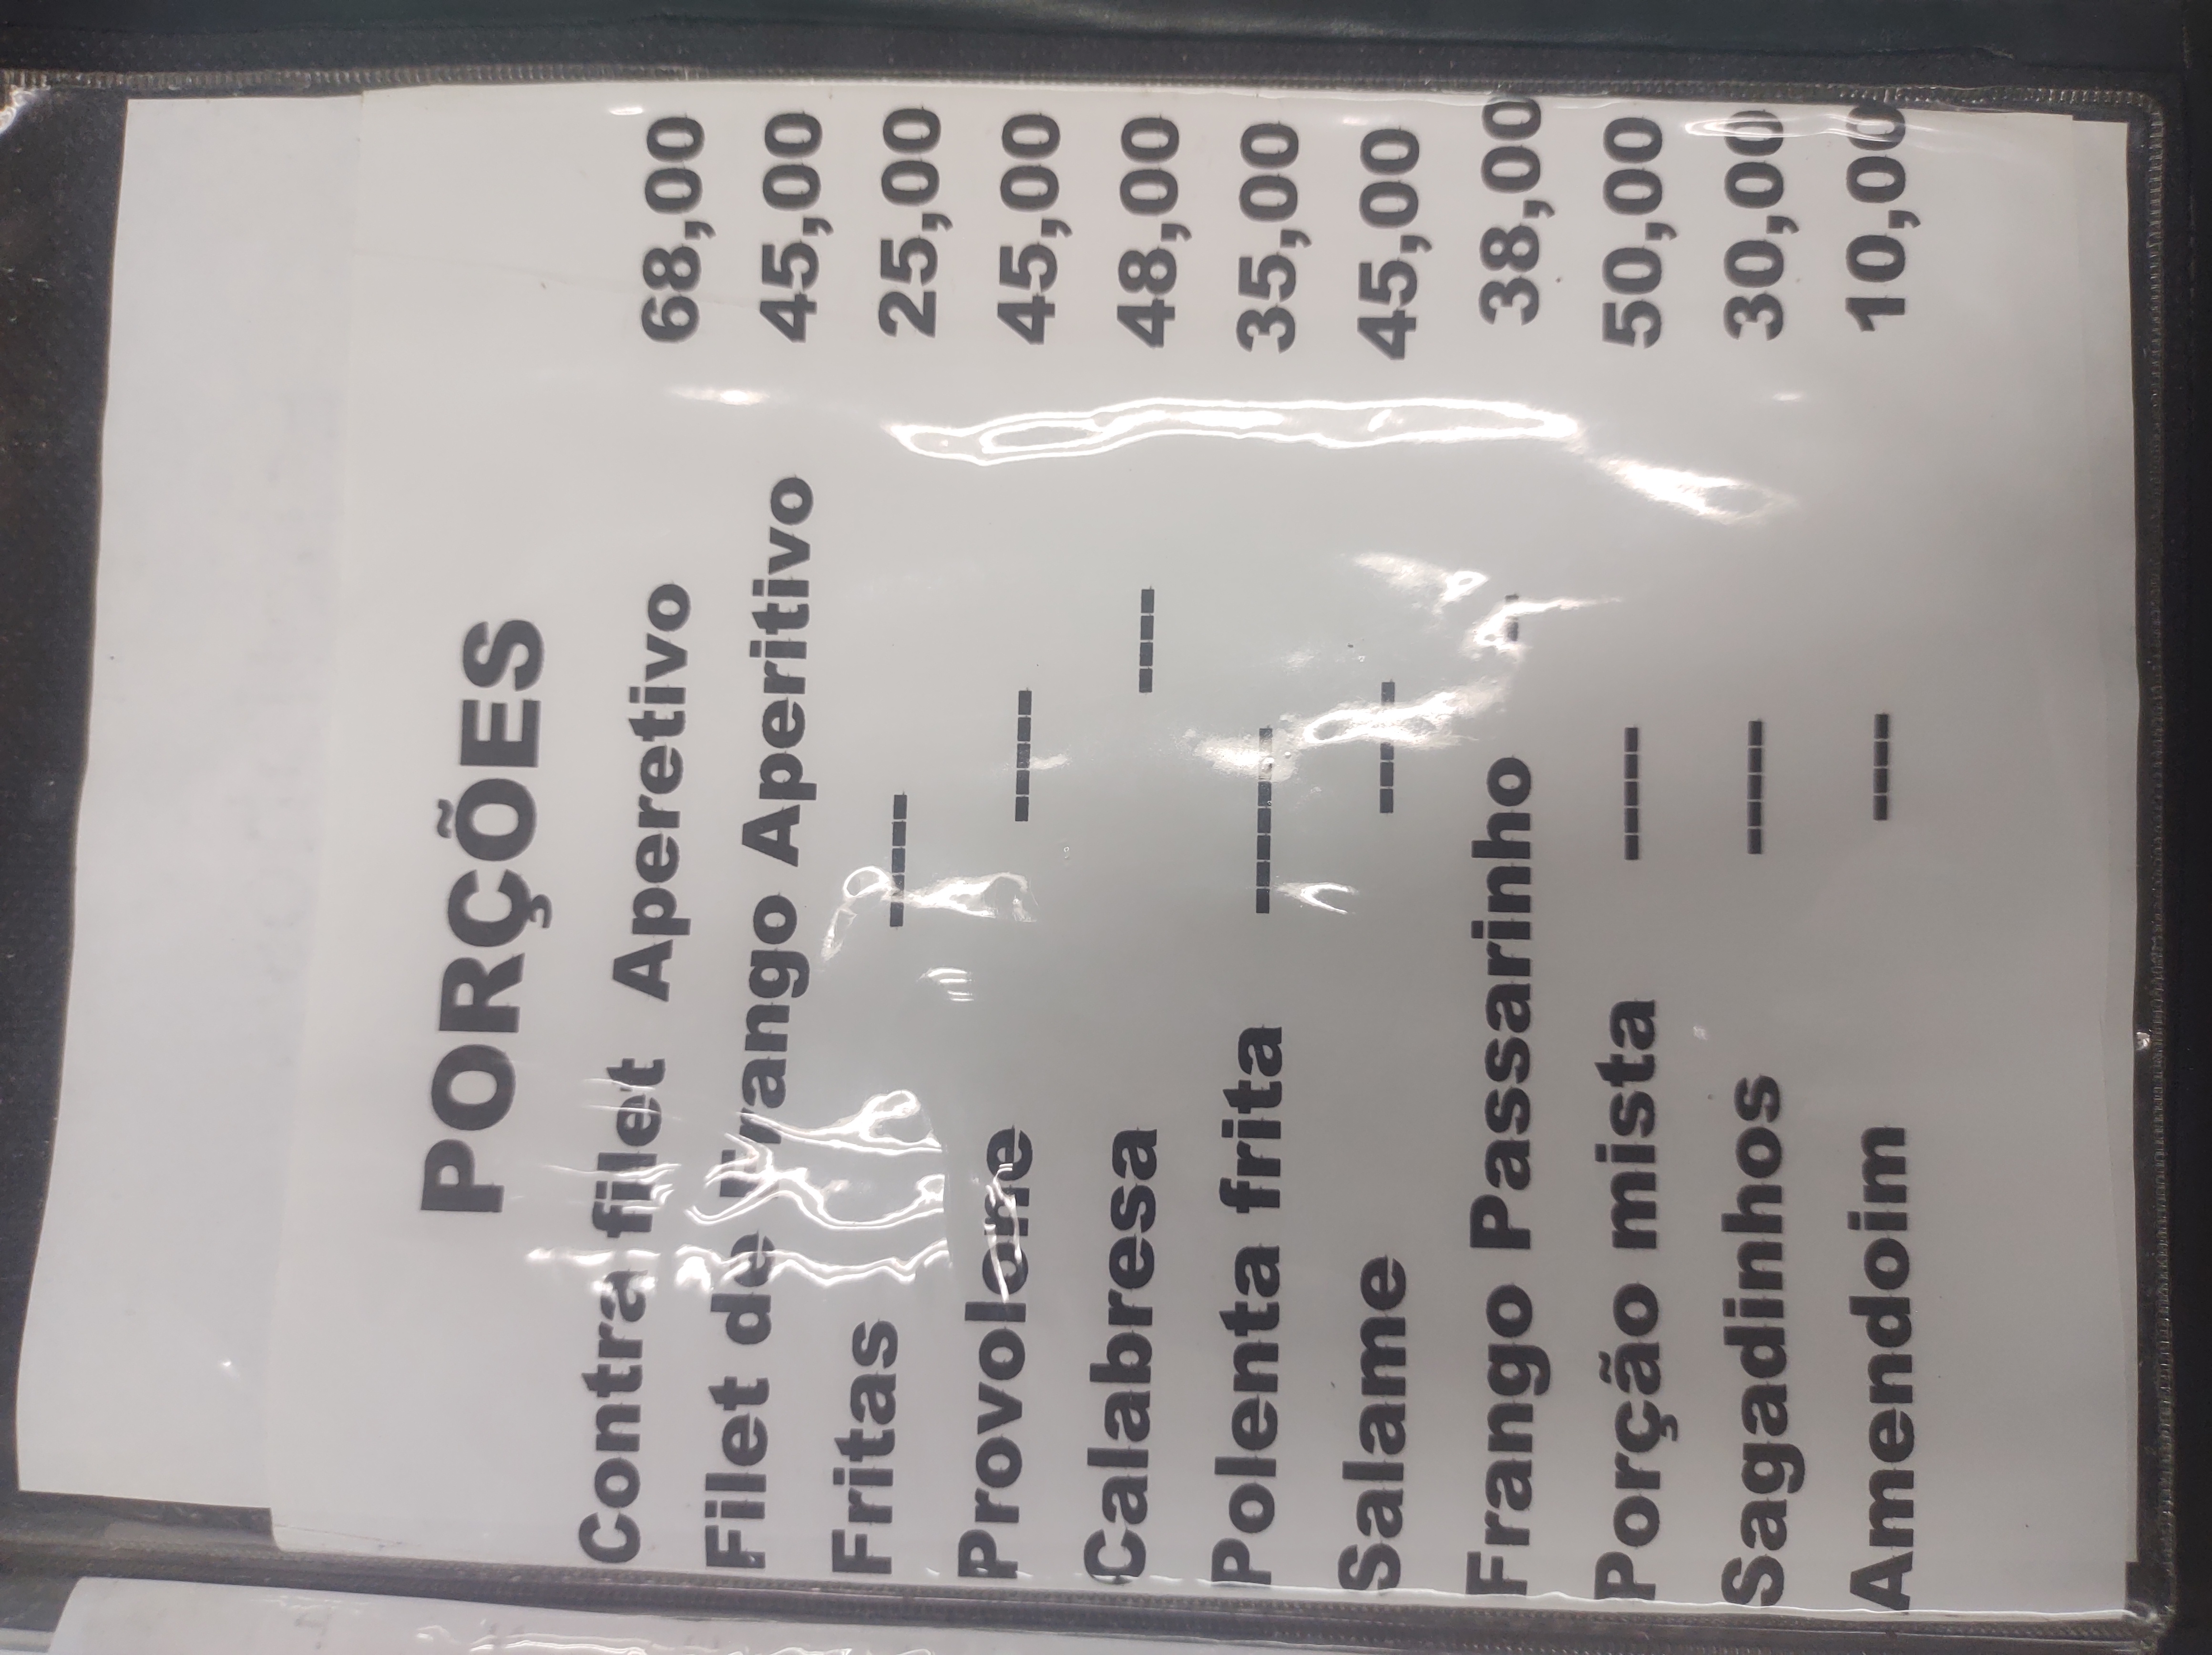 PORÇÕES
Contra filet Aperetivo 68,00
Filet de Frango Aperitivo 45,00
Fritas ----- 25,00
Provolone ----- 45,00
Calabresa ---- 48,00
Polenta frita ------- 35,00
Salame ----- 45,00
Frango Passarinho -- 38,00
Porção mista ----- 50,00
Sagadinhos ----- 30,00
Amendoim ---- 10,00